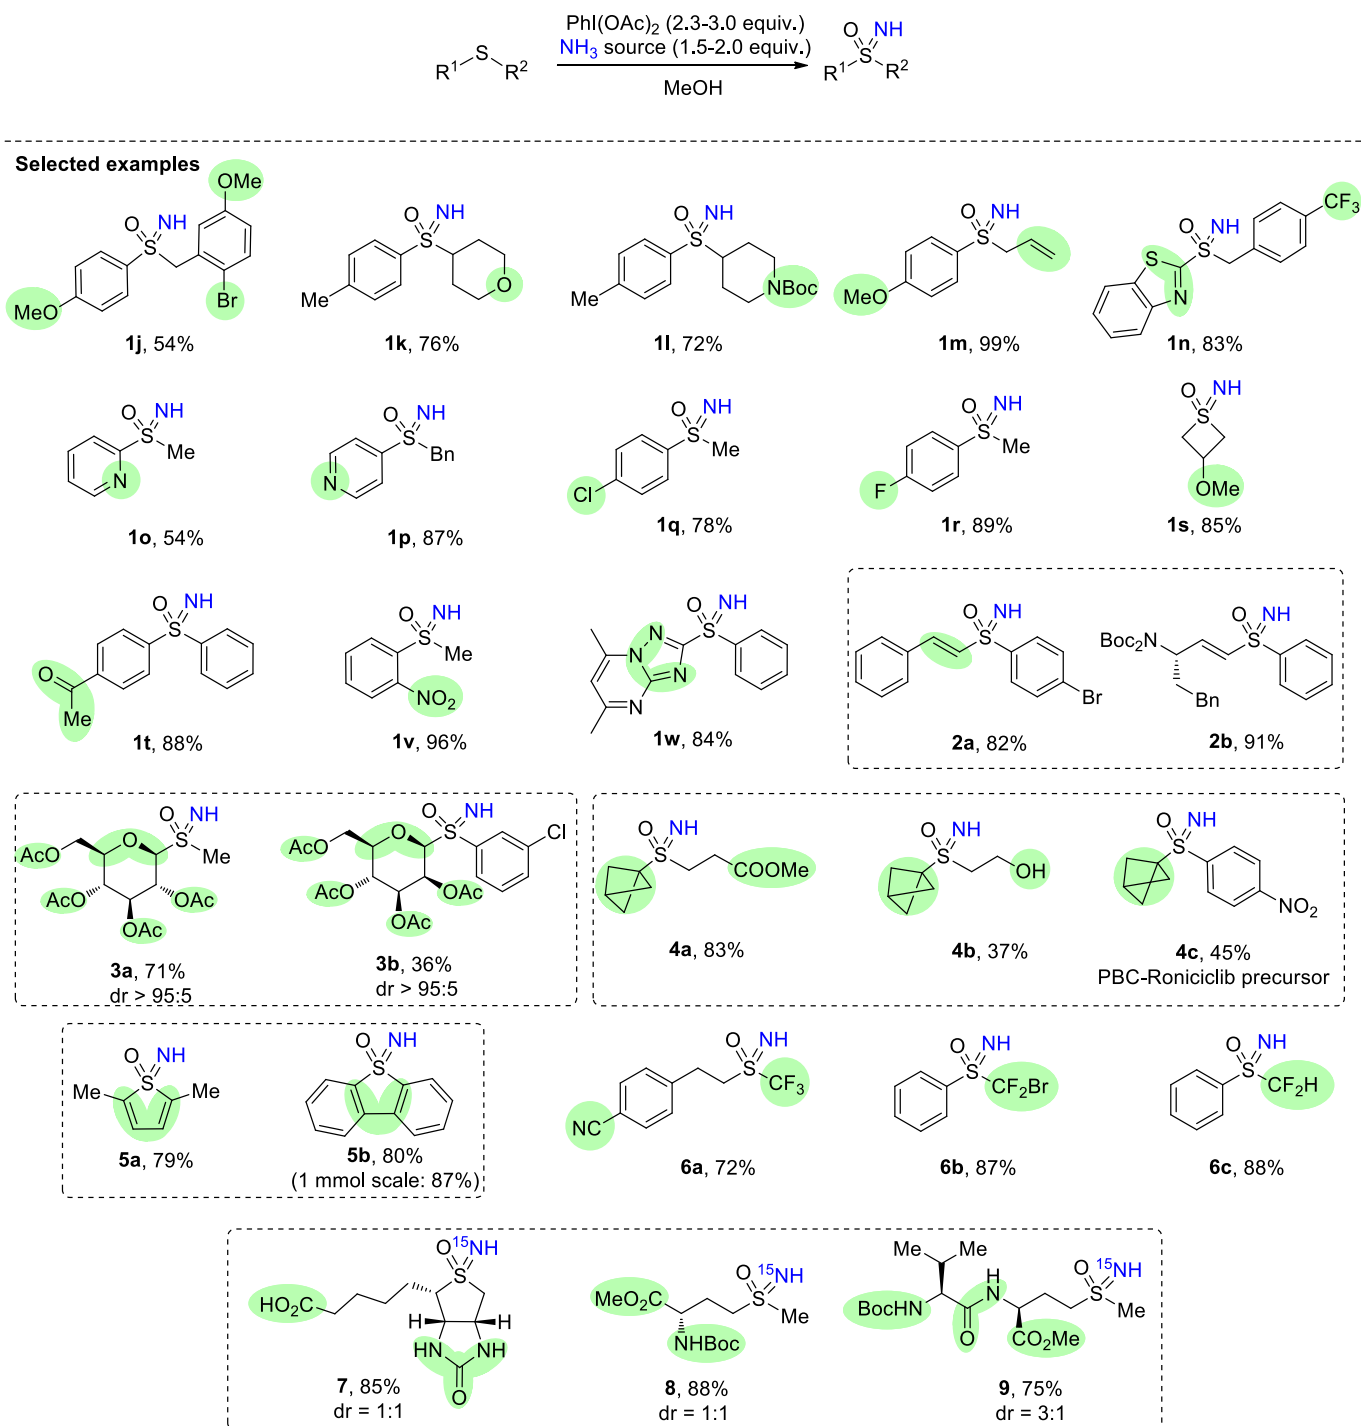 PhI(OAc)2 (2.3-3.0 equiv.)
NH3 source (1.5-2.0 equiv.)
MeOH
R1 S R2
O NH
R1 S R2
Selected examples
OMe
O NH
S
Br
MeO
1j, 54%
O NH
S
O
Me
1k, 76%
O NH
S
NBoc
Me
1l, 72%
O NH
S
MeO
1m, 99%
CF3
O NH
S S
N
1n, 83%
O NH
S
Me
N
1o, 54%
O NH
S
Bn
N
1p, 87%
O NH
S
Me
Cl
1q, 78%
O NH
S
Me
F
1r, 89%
O NH
S
OMe
1s, 85%
O NH
S
O
Me
1t, 88%
O NH
S
Me
NO2
1v, 96%
O NH
N S
N N
N
1w, 84%
O NH
S
Br
2a, 82%
O NH
Boc2N S
Bn
2b, 91%
O NH
O S
AcO Me
AcO OAc
OAc
3a, 71%
dr > 95:5
O NH
O S Cl
AcO
AcO OAc
OAc
3b, 36%
dr > 95:5
O NH
S
COOMe
4a, 83%
O NH
S
OH
4b, 37%
O NH
S
NO2
4c, 45%
PBC-Roniciclib precursor
O NH
S
Me Me
5a, 79%
O NH
S
5b, 80%
(1 mmol scale: 87%)
O NH
S
CF3
NC
6a, 72%
O NH
S
CF2Br
6b, 87%
O NH
S
CF2H
6c, 88%
O 15NH
S
HO2C
H H
HN NH
O
7, 85%
dr = 1:1
O 15NH
S
MeO2C Me
NHBoc
8, 88%
dr = 1:1
Me Me
O 15NH
H
N S
BocHN Me
O CO2Me
9, 75%
dr = 3:1